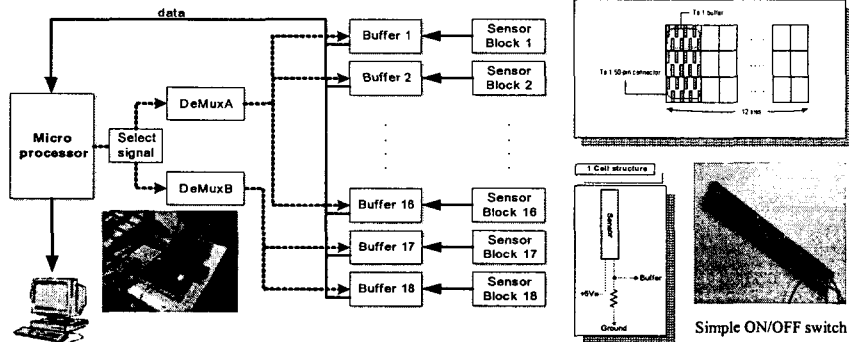 data
Buffer 1
Sensor
Block 1
Buffer 2
Sensor
Block 2
DeMuxA
Micro
processor
Select
signal
DeMuxB
Buffer 16
Sensor
Block 16
Buffer 17
Sensor
Block 17
Buffer 18
Sensor
Block 18
To 1 buffer
To 1 50-pin connector
12 lines
1 Cell structure
Sensor
Buffer
+5V
Ground
Simple ON/OFF switch